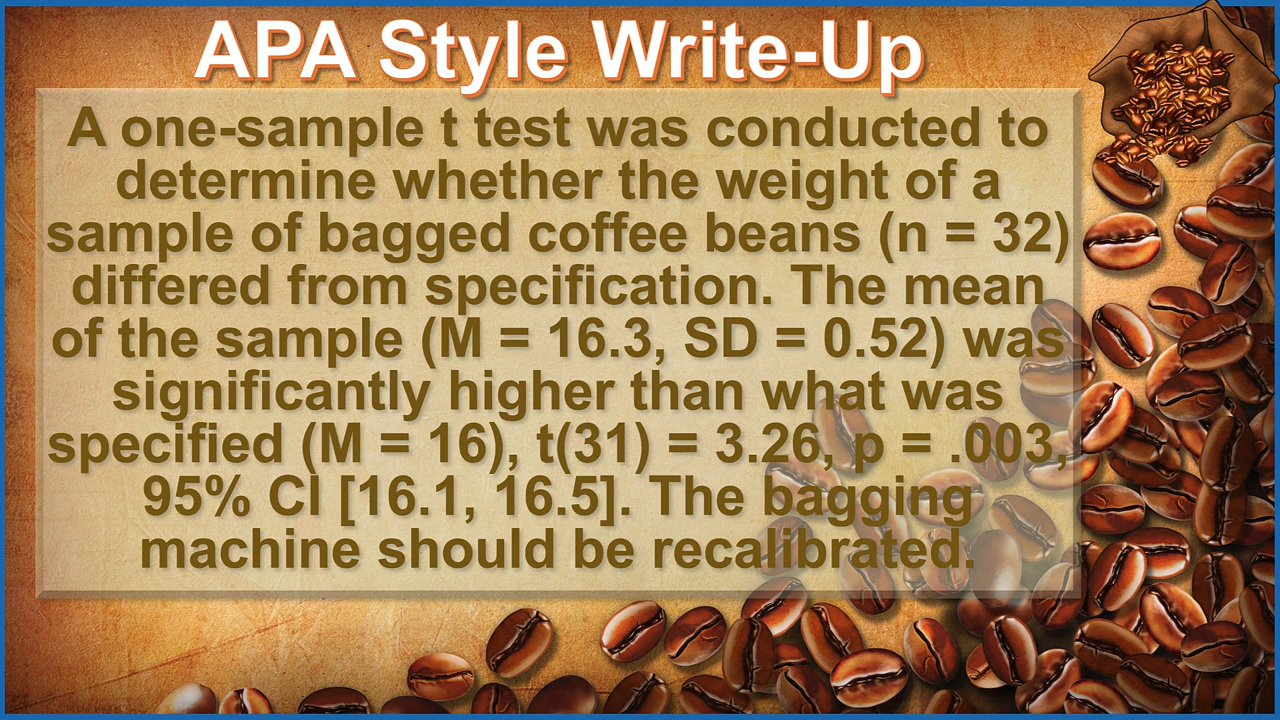 APA Style Write-Up
A one-sample t test was conducted to
determine whether the weight of a
sample of bagged coffee beans (n = 32)
differed from specification. The mean
of the sample (M = 16.3, SD = 0.52) was
significantly higher than what was
specified (M = 16), t(31) = 3.26, p = .003,
95% CI [16.1, 16.5]. The bagging
machine should be recalibrated.